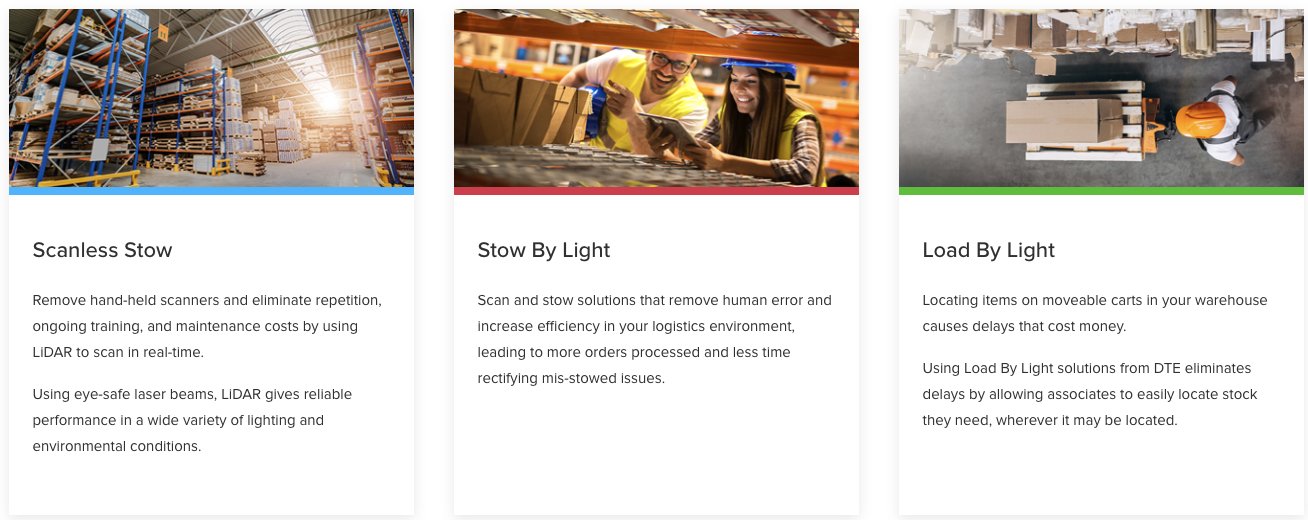 Scanless Stow
Remove hand-held scanners and eliminate repetition,
ongoing training, and maintenance costs by using
LiDAR to scan in real-time.
Using eye-safe laser beams, LiDAR gives reliable
performance in a wide variety of lighting and
environmental conditions.
Stow By Light
Scan and stow solutions that remove human error and
increase efficiency in your logistics environment,
leading to more orders processed and less time
rectifying mis-stowed issues.
Load By Light
Locating items on moveable carts in your warehouse
causes delays that cost money.
Using Load By Light solutions from DTE eliminates
delays by allowing associates to easily locate stock
they need, wherever it may be located.